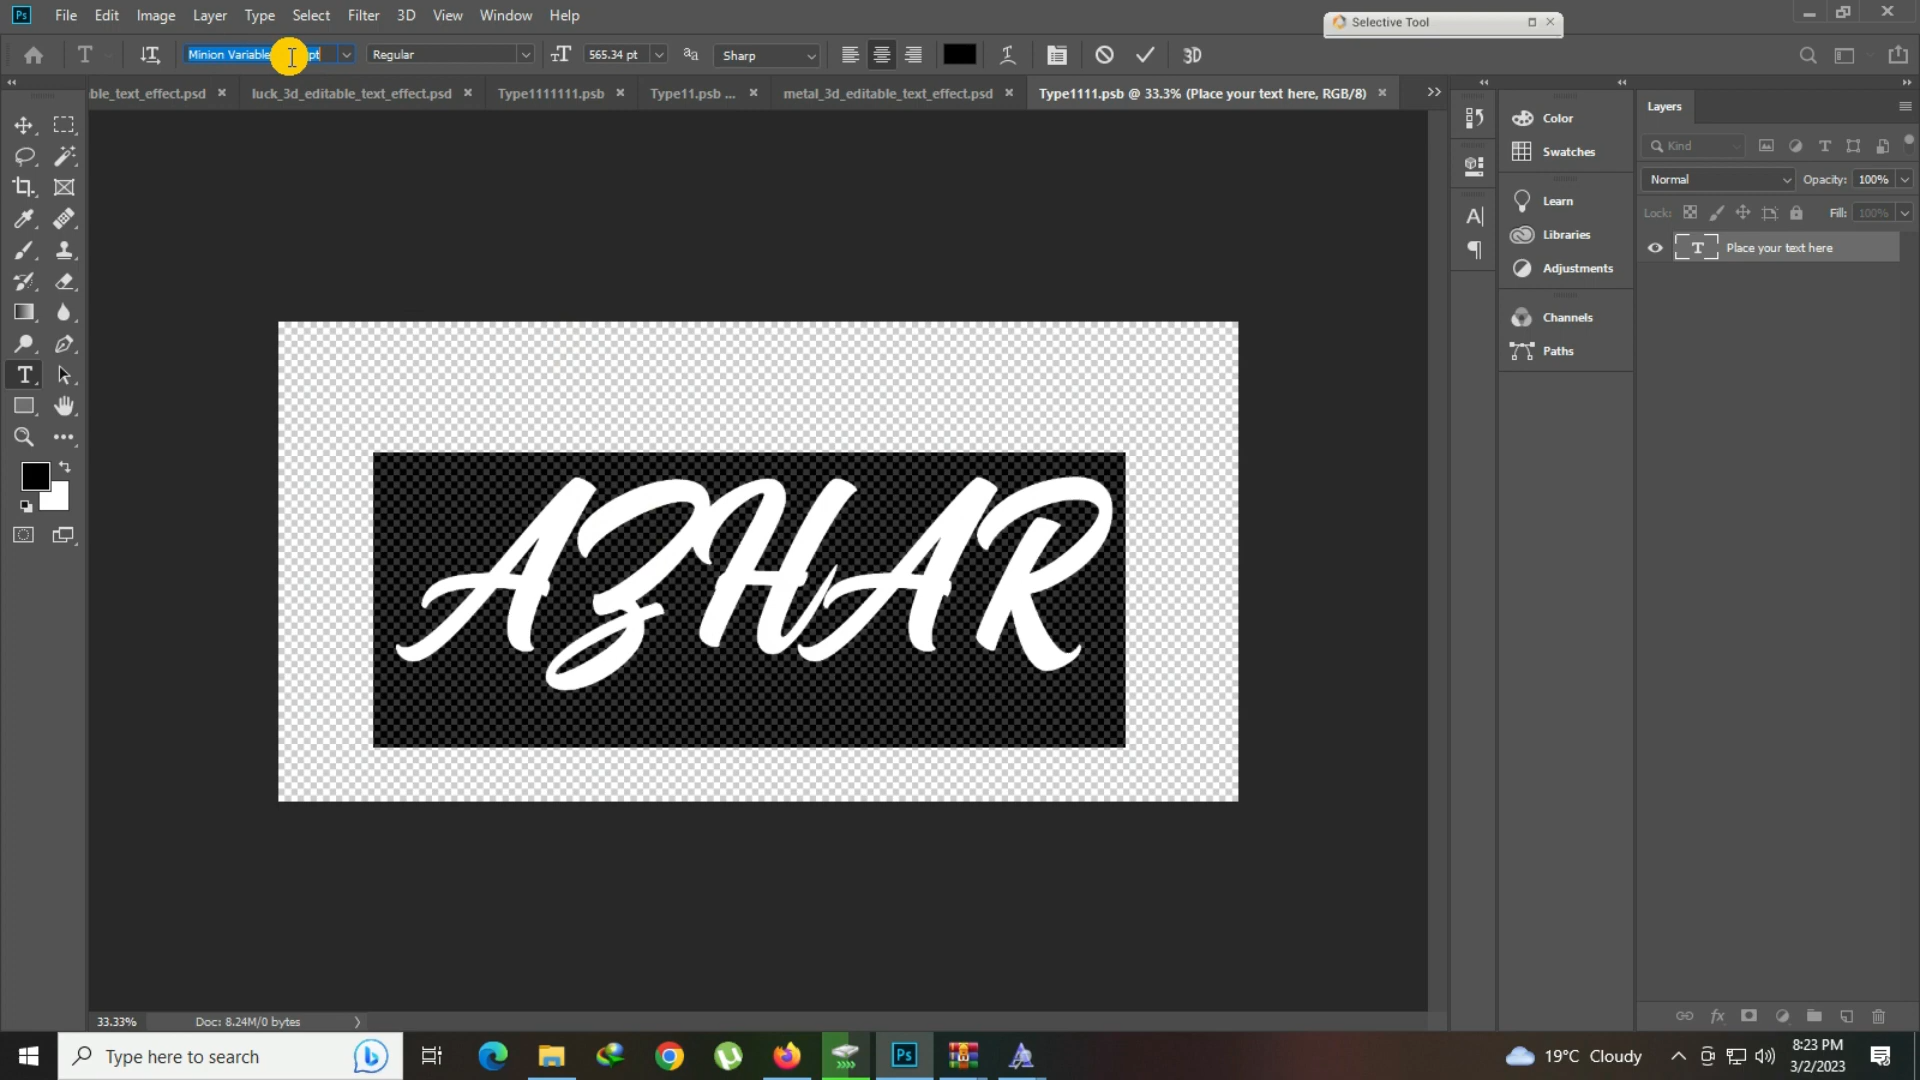 Ps File Edit Image Layer Type Select Filter 3D View Window Help
Selective Tool
Minion Variable Regular 565.34 pt Sharp 3D
ble_text_effect.psd luck_3d_editable_text_effect.psd Type1111111.psb Type11.psb ... metal_3d_editable_text_effect.psd Type1111.psb @ 33.3% (Place your text here, RGB/8)
Color
Swatches
Learn
Libraries
Adjustments
Channels
Paths
Layers
Kind
Normal Opacity: 100%
Lock: Fill: 100%
Place your text here
AZHAR
33.33% Doc: 8.24M/0 bytes
Type here to search
19°C Cloudy
8:23 PM
3/2/2023